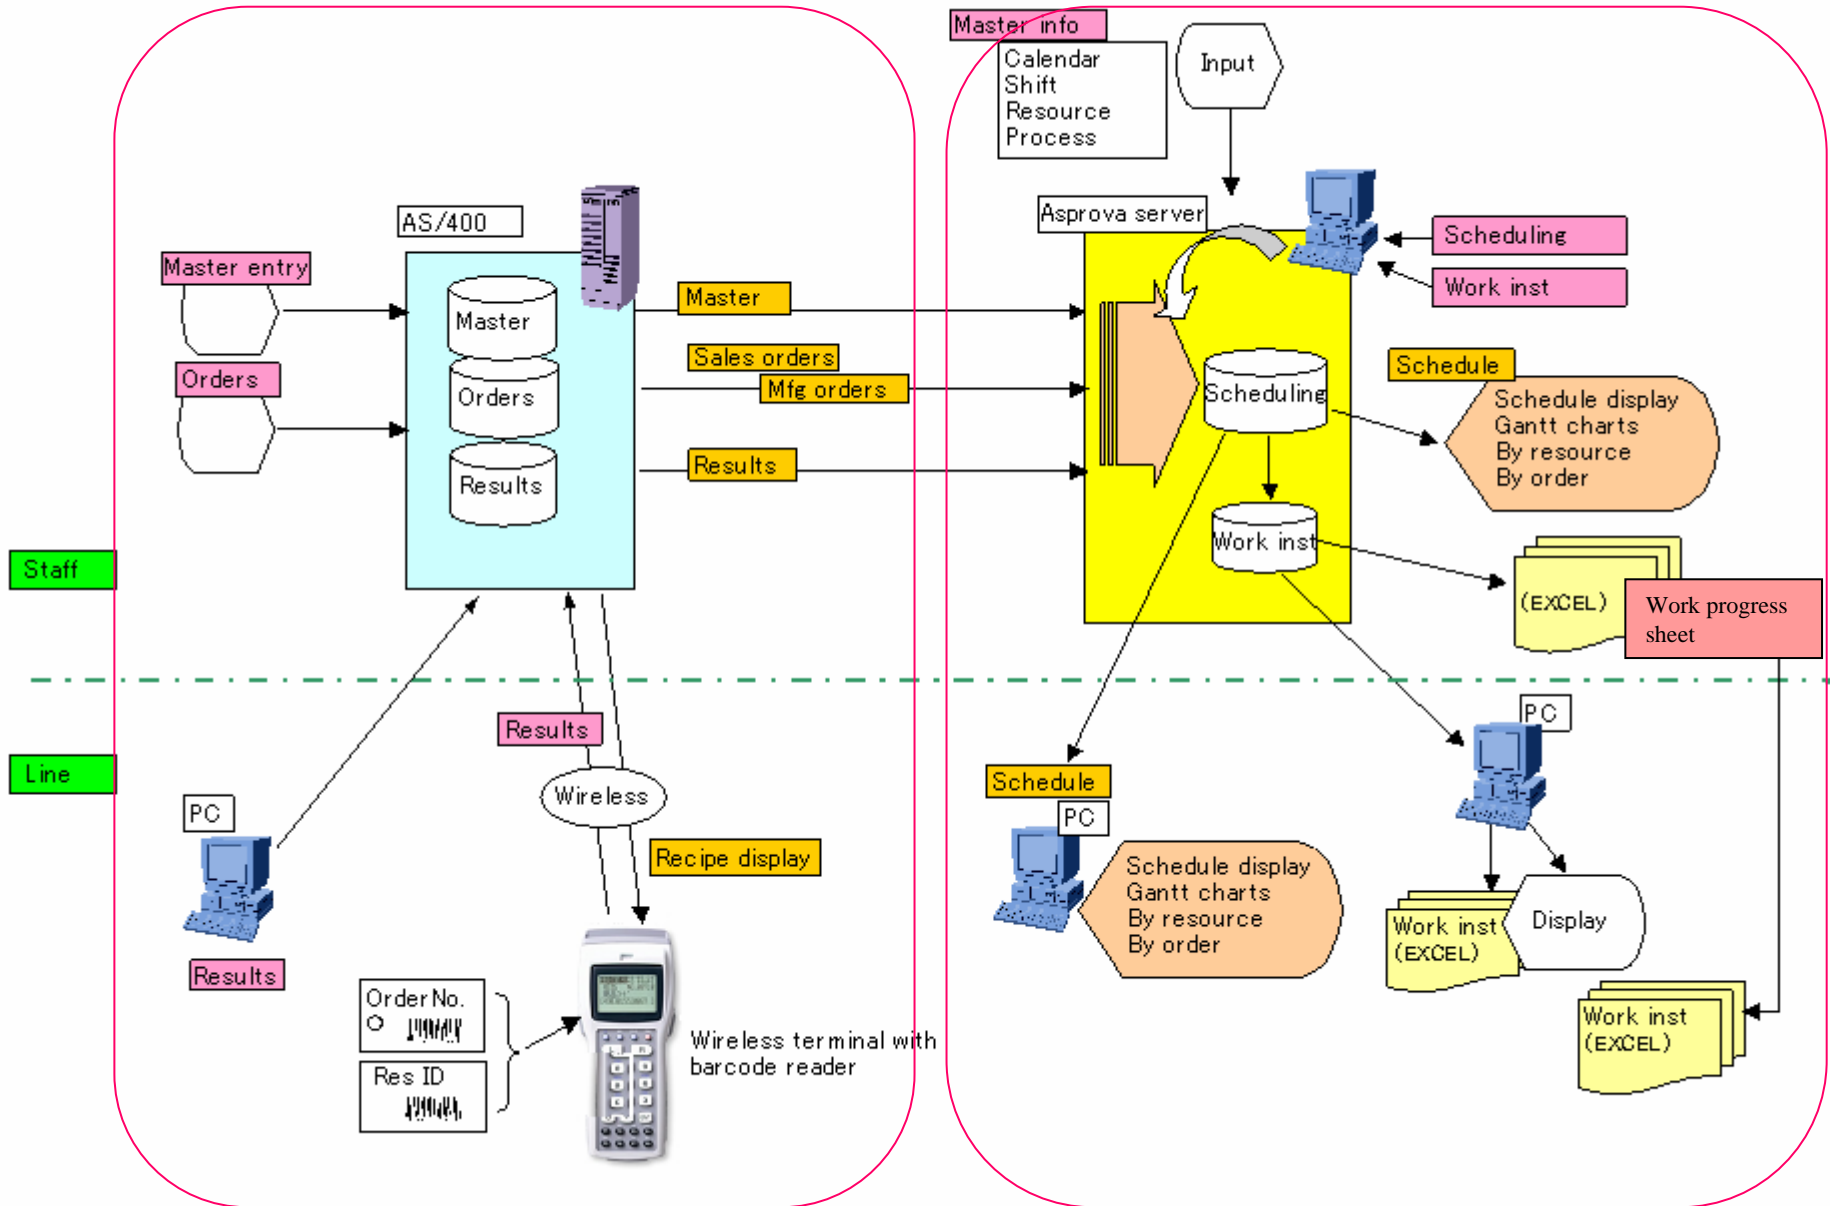 Master info
Calendar
Shift
Resource
Process
Input
AS/400
Asprova server
Scheduling
Work inst
Master entry
Master
Master
Sales orders
Mfg orders
Orders
Orders
Scheduling
Schedule
Schedule display
Gantt charts
By resource
By order
Results
Results
Work inst
Staff
(EXCEL)
Work progress
sheet
Results
PC
Line
Wireless
PC
Schedule
PC
Recipe display
Schedule display
Gantt charts
By resource
By order
Work inst
(EXCEL)
Display
Results
Order No.
Res ID
Wireless terminal with
barcode reader
Work inst
(EXCEL)